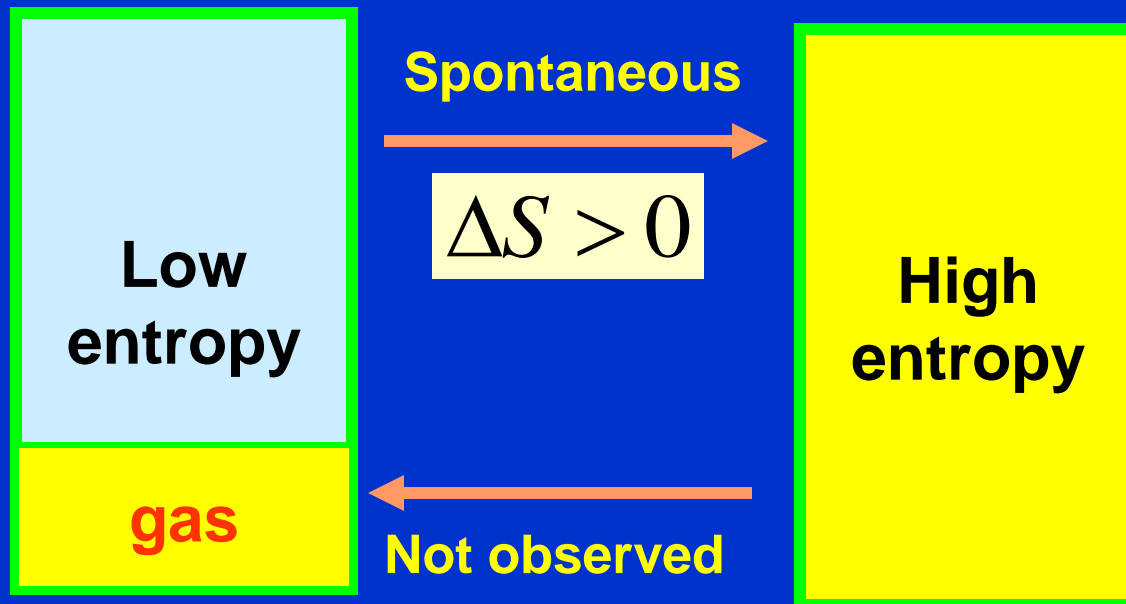 Spontaneous
ΔS > 0
Low
entropy
High
entropy
gas
Not observed